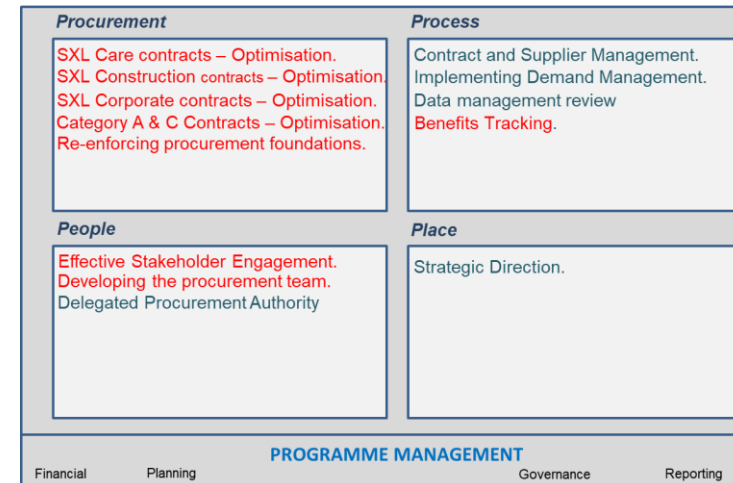 Procurement
SXL Care contracts – Optimisation.
SXL Construction contracts – Optimisation.
SXL Corporate contracts – Optimisation.
Category A & C Contracts – Optimisation.
Re-enforcing procurement foundations.
Process
Contract and Supplier Management.
Implementing Demand Management.
Data management review
Benefits Tracking.
People
Effective Stakeholder Engagement.
Developing the procurement team.
Delegated Procurement Authority
Place
Strategic Direction.
PROGRAMME MANAGEMENT
Financial Planning Governance Reporting